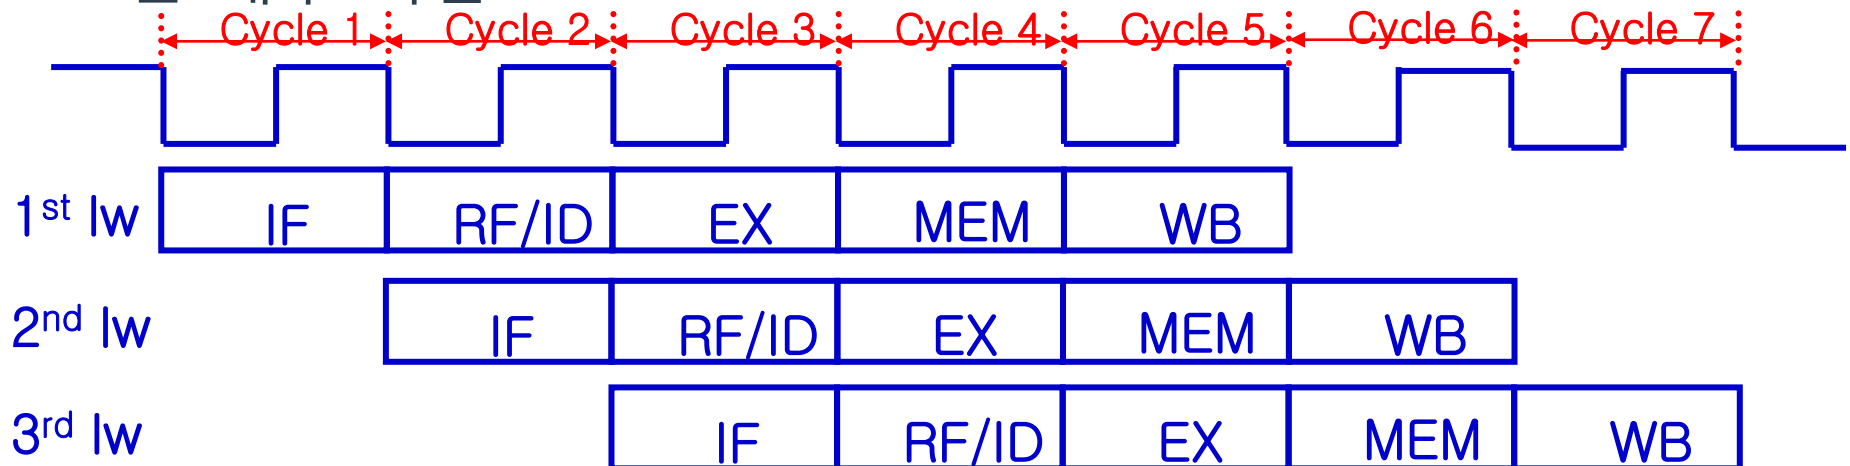 Cycle 1 Cycle 2 Cycle 3 Cycle 4 Cycle 5 Cycle 6 Cycle 7
1st lw IF RF/ID EX MEM WB
2nd lw IF RF/ID EX MEM WB
3rd lw IF RF/ID EX MEM WB